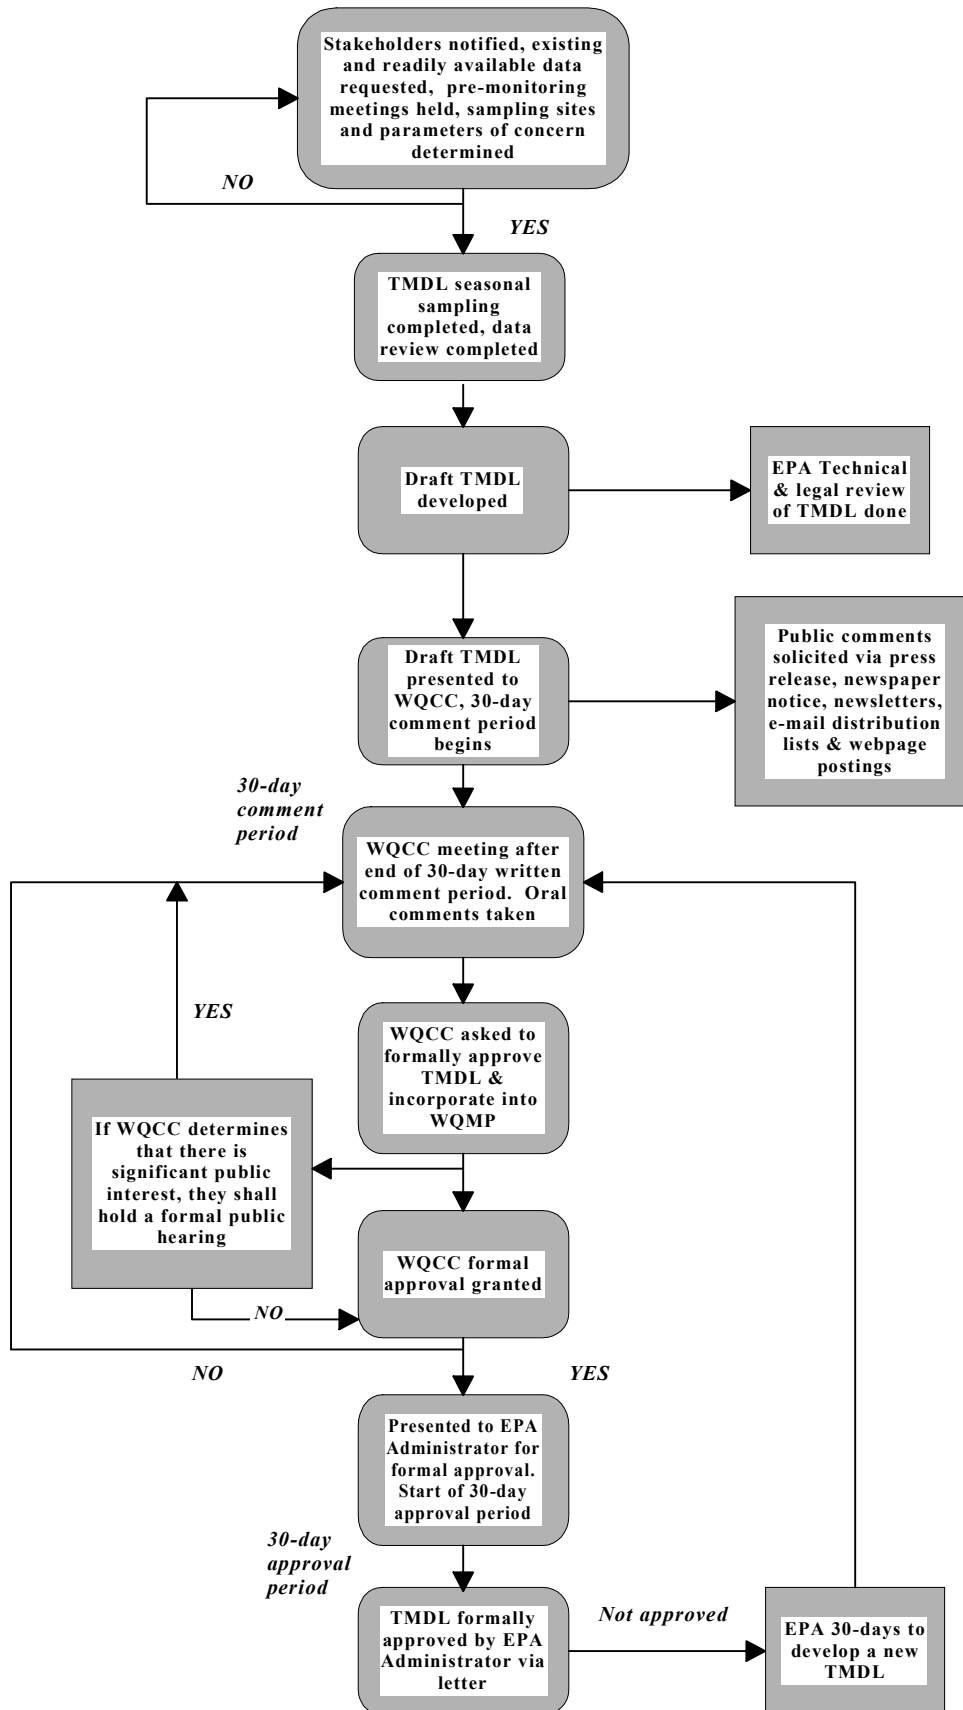 Stakeholders notified, existing
and readily available data
requested, pre-monitoring
meetings held, sampling sites
and parameters of concern
determined
NO
YES
TMDL seasonal
sampling
completed, data
review completed
Draft TMDL
developed
EPA Technical
& legal review
of TMDL done
Draft TMDL
presented to
WQCC, 30-day
comment period
begins
Public comments
solicited via press
release, newspaper
notice, newsletters,
e-mail distribution
lists & webpage
postings
30-day
comment
period
WQCC meeting after
end of 30-day written
comment period. Oral
comments taken
YES
WQCC asked to
formally approve
TMDL &
incorporate into
WQMP
If WQCC determines
that there is
significant public
interest, they shall
hold a formal public
hearing
WQCC formal
approval granted
NO
NO
YES
Presented to EPA
Administrator for
formal approval.
Start of 30-day
approval period
30-day
approval
period
TMDL formally
approved by EPA
Administrator via
letter
Not approved
EPA 30-days to
develop a new
TMDL